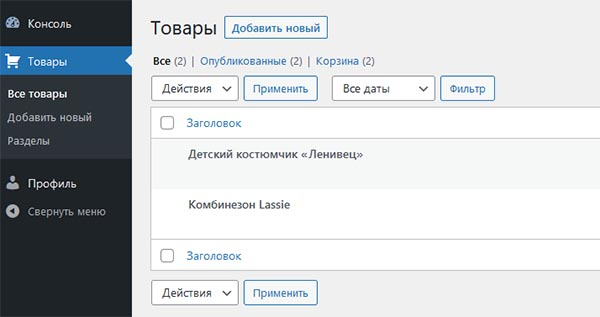 Консоль
Товары
Все товары
Добавить новый
Разделы
Профиль
Свернуть меню
Товары Добавить новый
Все (2) | Опубликованные (2) | Корзина (2)
Действия Применить Все даты Фильтр
Заголовок
Детский костюмчик «Ленивец»
Комбинезон Lassie
Заголовок
Действия Применить